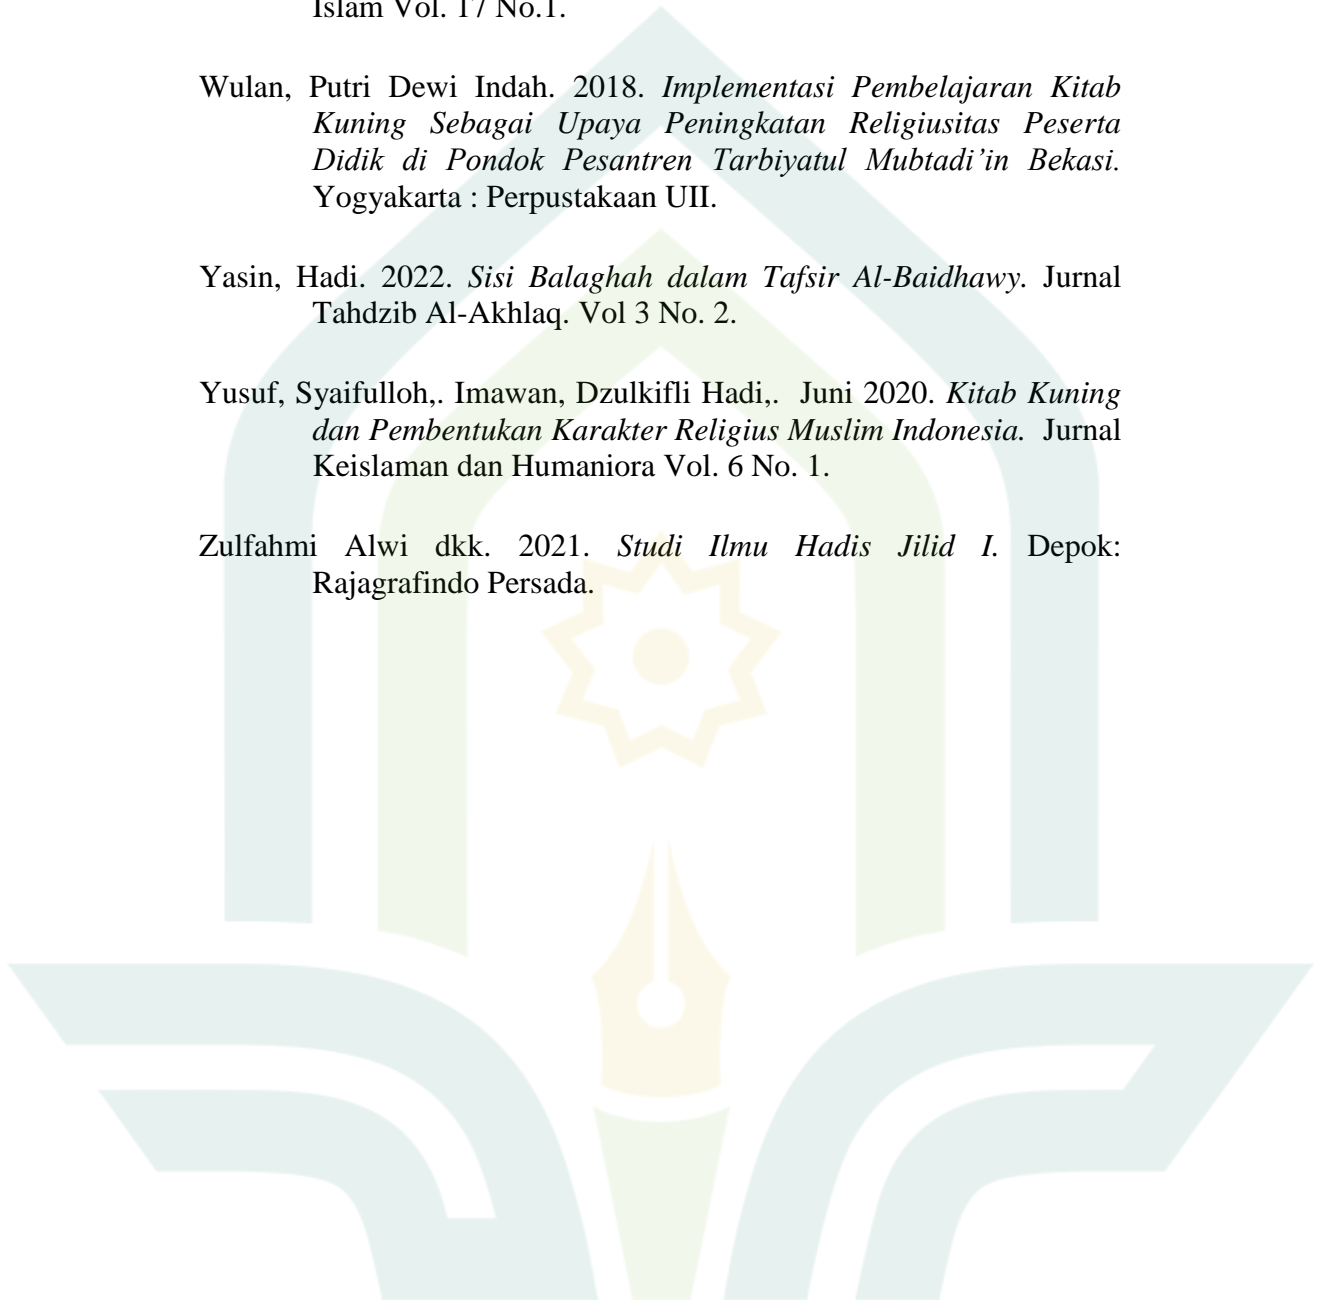 Islam Vol. 17 No.1.
Wulan, Putri Dewi Indah. 2018. Implementasi Pembelajaran Kitab
Kuning Sebagai Upaya Peningkatan Religiusitas Peserta
Didik di Pondok Pesantren Tarbiyatul Mubtadi’in Bekasi.
Yogyakarta : Perpustakaan UII.
Yasin, Hadi. 2022. Sisi Balaghah dalam Tafsir Al-Baidhawy. Jurnal
Tahdzib Al-Akhlaq. Vol 3 No. 2.
Yusuf, Syaifulloh,. Imawan, Dzulkifli Hadi,. Juni 2020. Kitab Kuning
dan Pembentukan Karakter Religius Muslim Indonesia. Jurnal
Keislaman dan Humaniora Vol. 6 No. 1.
Zulfahmi Alwi dkk. 2021. Studi Ilmu Hadis Jilid I. Depok:
Rajagrafindo Persada.